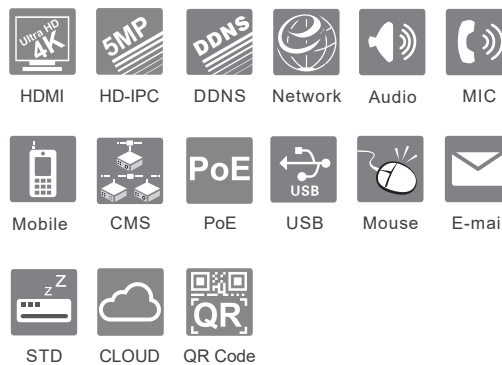 Ultra HD
4K
5MP
DDNS
HDMI HD-IPC DDNS Network Audio MIC
PoE
USB
Mobile CMS PoE USB Mouse E-mai
z Z
QR
STD CLOUD QR Code